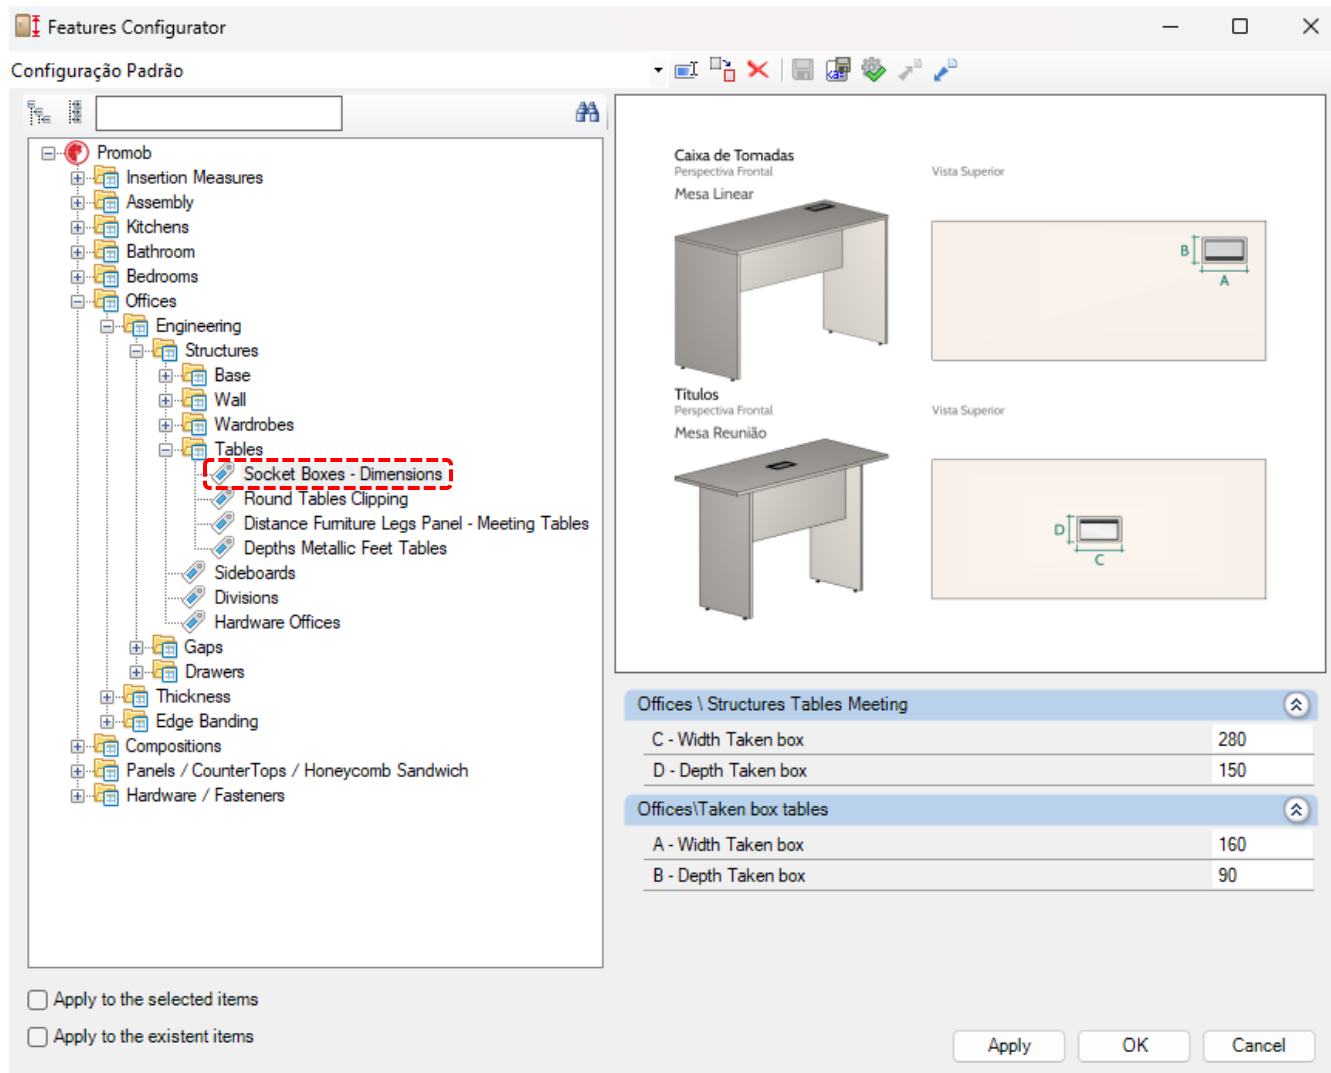 Features Configurator
Configuração Padrão
Promob
Insertion Measures
Assembly
Kitchens
Bathroom
Bedrooms
Offices
Engineering
Structures
Base
Wall
Wardrobes
Tables
Socket Boxes - Dimensions
Round Tables Clipping
Distance Furniture Legs Panel - Meeting Tables
Depths Metallic Feet Tables
Sideboards
Divisions
Hardware Offices
Gaps
Drawers
Thickness
Edge Banding
Compositions
Panels / CounterTops / Honeycomb Sandwich
Hardware / Fasteners
Apply to the selected items
Apply to the existent items
Caixa de Tomadas
Perspectiva Frontal
Vista Superior
Mesa Linear
B
A
Títulos
Perspectiva Frontal
Vista Superior
Mesa Reunião
D
C
Offices \ Structures Tables Meeting
C - Width Taken box 280
D - Depth Taken box 150
Offices\Taken box tables
A - Width Taken box 160
B - Depth Taken box 90
Apply
OK
Cancel